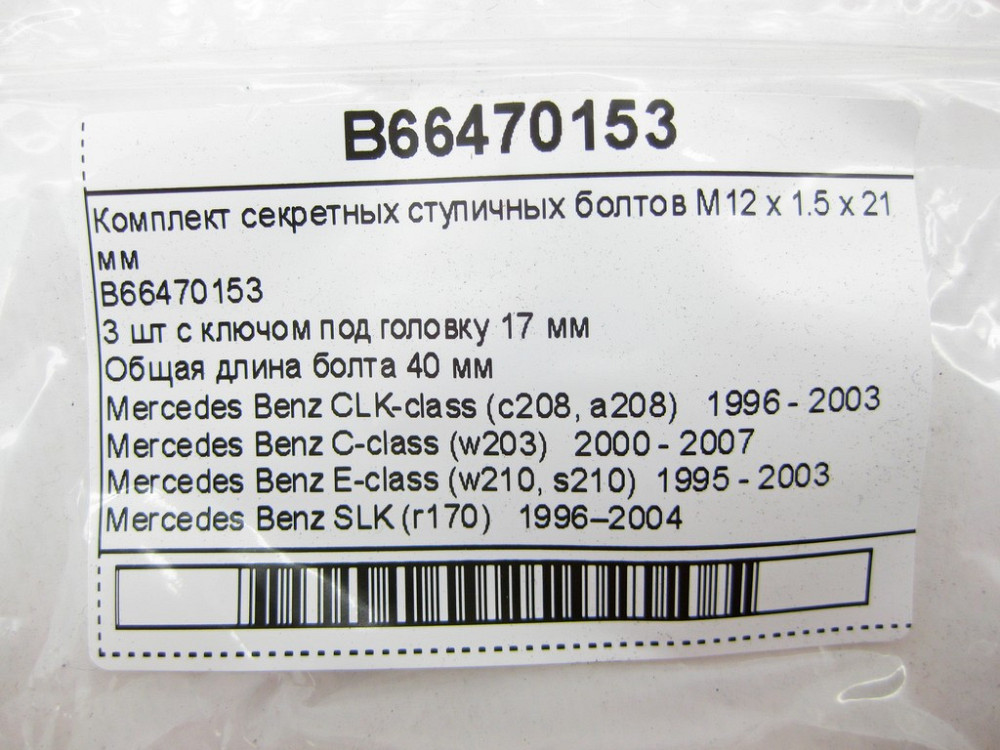 B66470153
Комплект секретных ступичных болтов M12 x 1.5 x 21
мм
B66470153
3 шт с ключом под головку 17 мм
Общая длина болта 40 мм
Mercedes Benz CLK-class (c208, a208) 1996 - 2003
Mercedes Benz C-class (w203) 2000 - 2007
Mercedes Benz E-class (w210, s210) 1995 - 2003
Mercedes Benz SLK (r170) 1996–2004